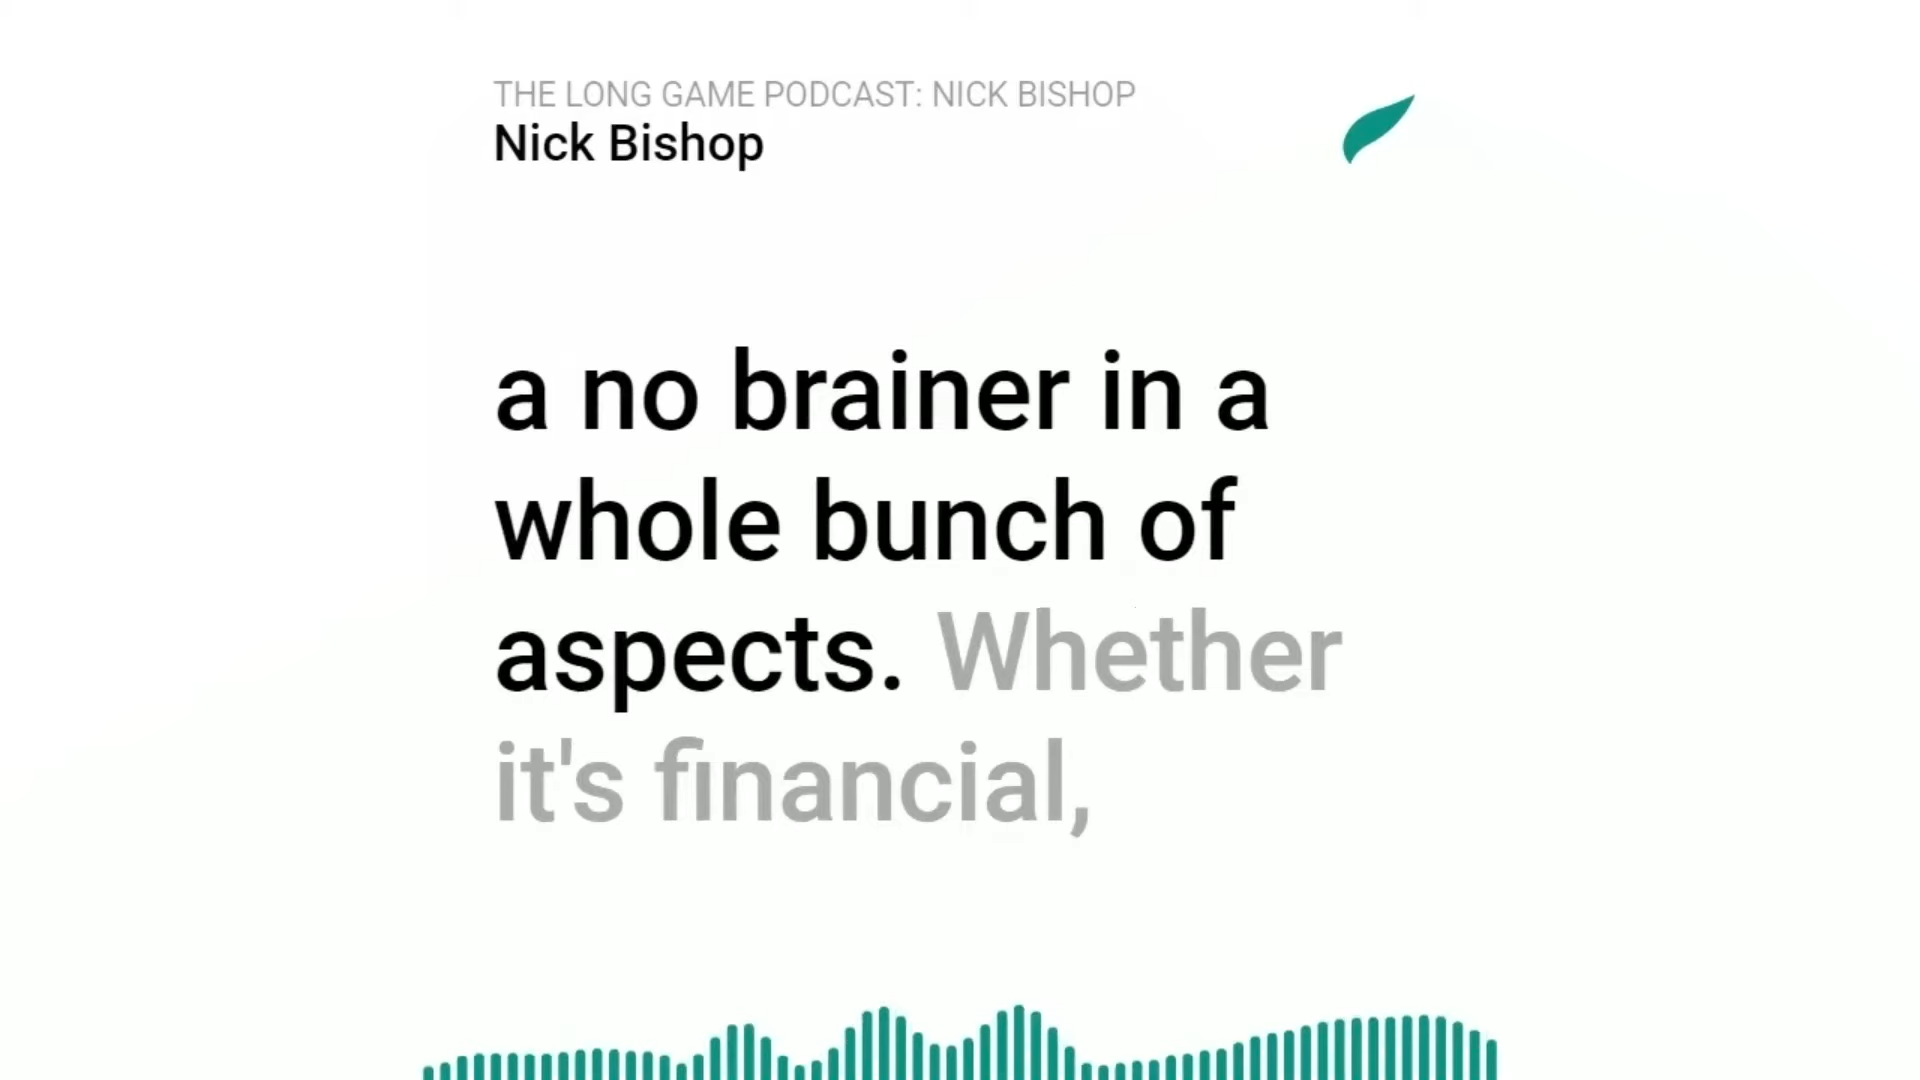 THE LONG GAME PODCAST: NICK BISHOP
Nick Bishop
a no brainer in a
whole bunch of
aspects. Whether
it's financial,